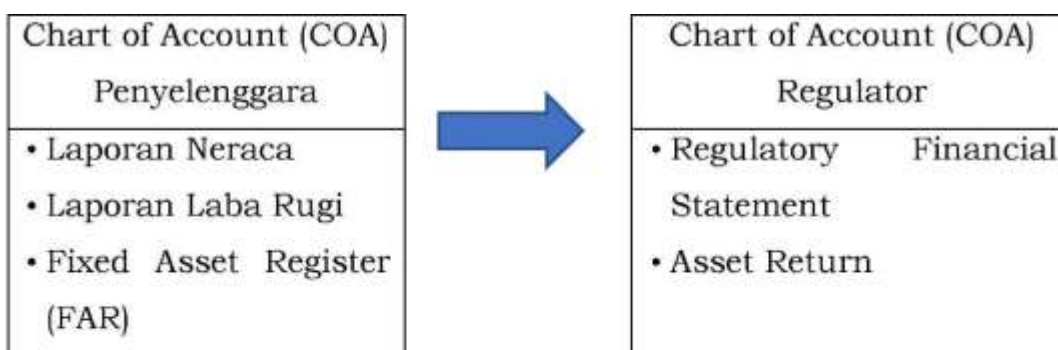 Chart of Account (COA)
Penyelenggara
• Laporan Neraca
• Laporan Laba Rugi
• Fixed Asset Register
(FAR)
Chart of Account (COA)
Regulator
• Regulatory Financial
Statement
• Asset Return